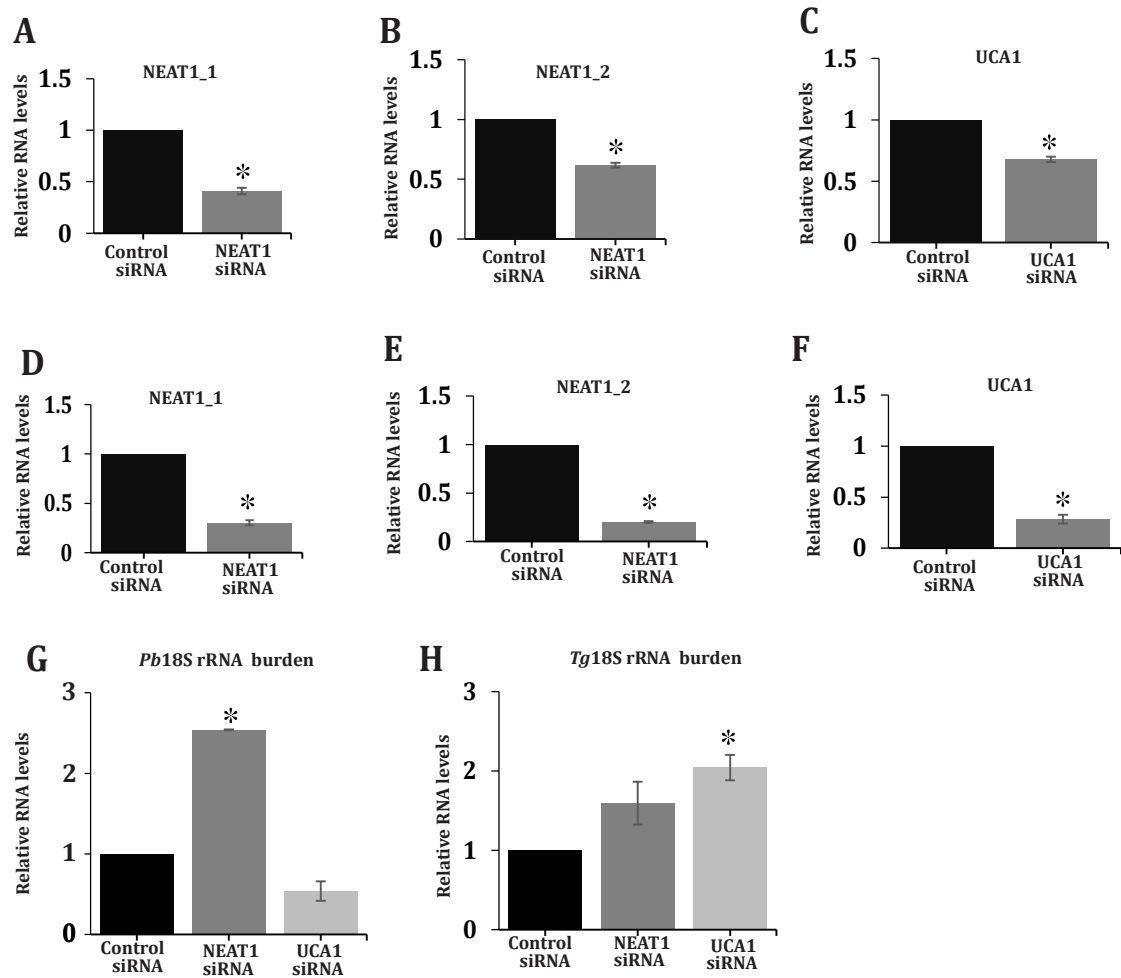 A
NEAT1_1
Relative RNA levels
1.5
1
0.5
0
Control
siRNA
NEAT1
siRNA
*
B
NEAT1_2
Relative RNA levels
1.5
1
0.5
0
Control
siRNA
NEAT1
siRNA
*
C
UCA1
Relative RNA levels
1.5
1
0.5
0
Control
siRNA
UCA1
siRNA
*
D
NEAT1_1
Relative RNA levels
1.5
1
0.5
0
Control
siRNA
NEAT1
siRNA
*
E
NEAT1_2
Relative RNA levels
1.5
1
0.5
0
Control
siRNA
NEAT1
siRNA
*
F
UCA1
Relative RNA levels
1.5
1
0.5
0
Control
siRNA
UCA1
siRNA
*
G
Pb18S rRNA burden
Relative RNA levels
3
2
1
0
Control
siRNA
NEAT1
siRNA
UCA1
siRNA
*
H
Tg18S rRNA burden
Relative RNA levels
3
2
1
0
Control
siRNA
NEAT1
siRNA
UCA1
siRNA
*